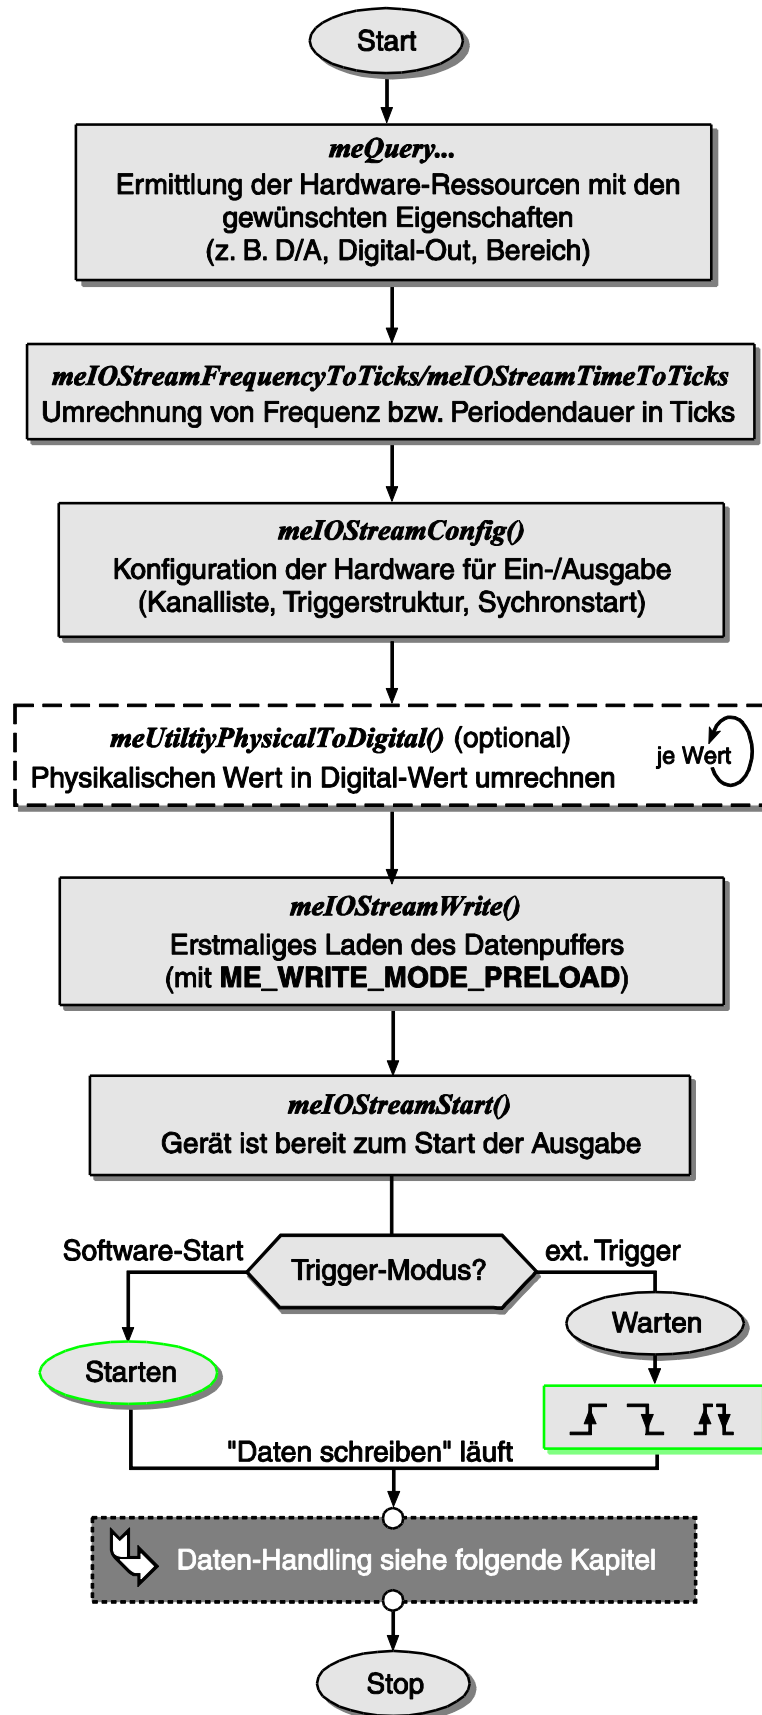 Start
meQuery...
Ermittlung der Hardware-Ressourcen mit den
gewünschten Eigenschaften
(z. B. D/A, Digital-Out, Bereich)
meIOStreamFrequencyToTicks/meIOStreamTimeToTicks
Umrechnung von Frequenz bzw. Periodendauer in Ticks
meIOStreamConfig()
Konfiguration der Hardware für Ein-/Ausgabe
(Kanalliste, Triggerstruktur, Sychronstart)
meUtiltiyPhysicalToDigital() (optional)
je Wert
Physikalischen Wert in Digital-Wert umrechnen
meIOStreamWrite()
Erstmaliges Laden des Datenpuffers
(mit ME_WRITE_MODE_PRELOAD)
meIOStreamStart()
Gerät ist bereit zum Start der Ausgabe
Software-Start
ext. Trigger
Trigger-Modus?
Warten
Starten
"Daten schreiben" läuft
Daten-Handling siehe folgende Kapitel
Stop